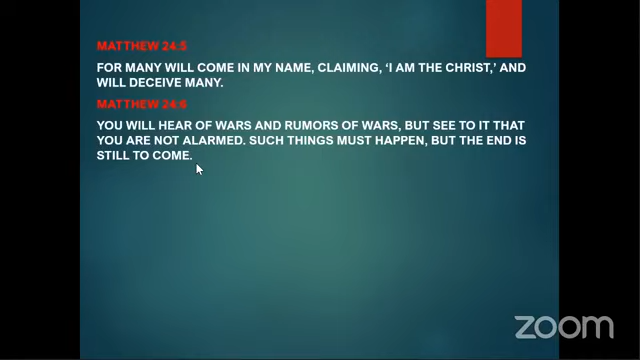 MATTHEW 24:5
FOR MANY WILL COME IN MY NAME, CLAIMING, ‘I AM THE CHRIST,’ AND
WILL DECEIVE MANY.
MATTHEW 24:6
YOU WILL HEAR OF WARS AND RUMORS OF WARS, BUT SEE TO IT THAT
YOU ARE NOT ALARMED. SUCH THINGS MUST HAPPEN, BUT THE END IS
STILL TO COME.
zoom